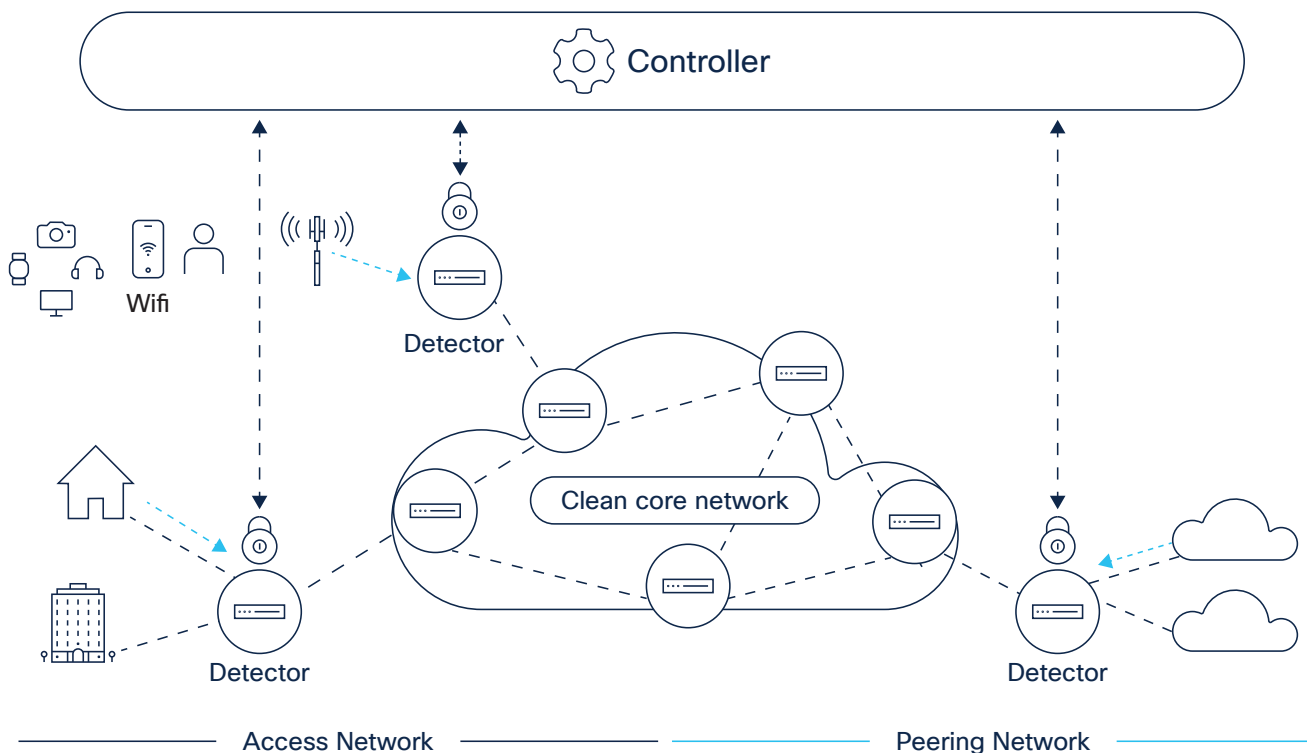 Controller
Wifi
Detector
Clean core network
Detector
Detector
Access Network
Peering Network